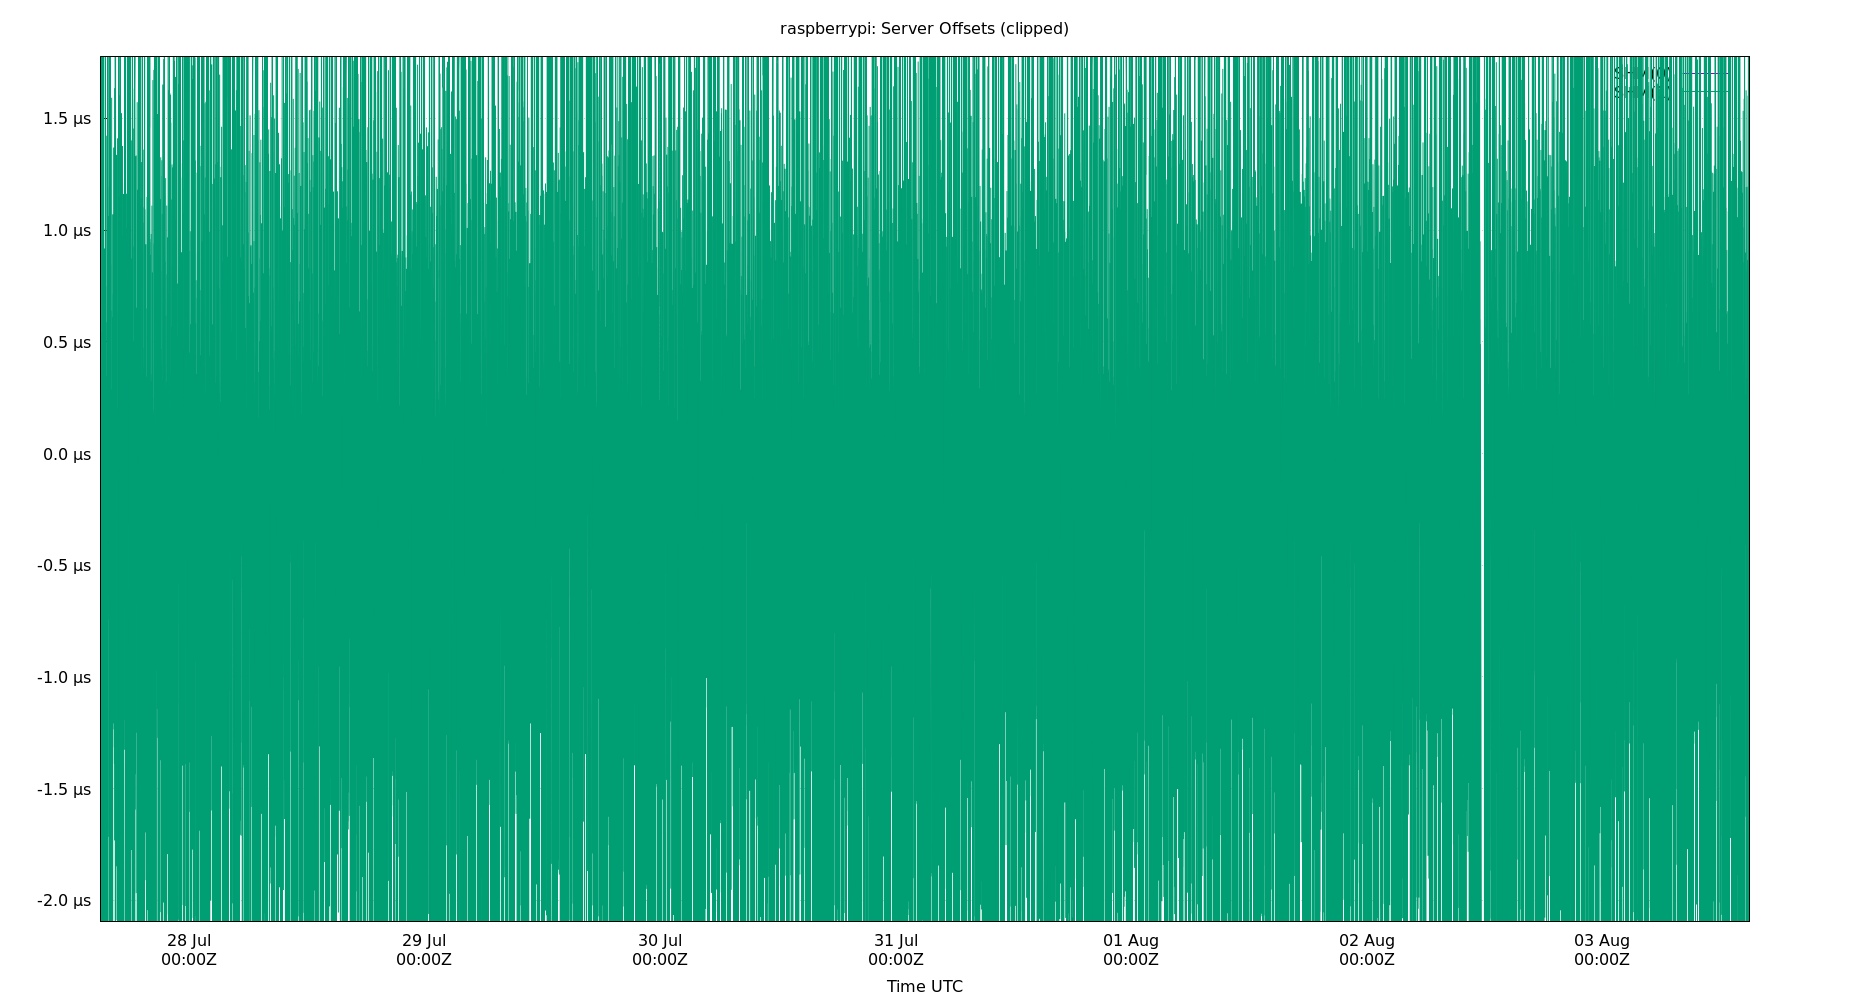 raspberrypi: Server Offsets (clipped)
1.5 µs
1.0 µs
0.5 µs
0.0 µs
-0.5 µs
-1.0 µs
-1.5 µs
-2.0 µs
28 Jul
00:00Z
29 Jul
00:00Z
30 Jul
00:00Z
31 Jul
00:00Z
01 Aug
00:00Z
02 Aug
00:00Z
03 Aug
00:00Z
Time UTC